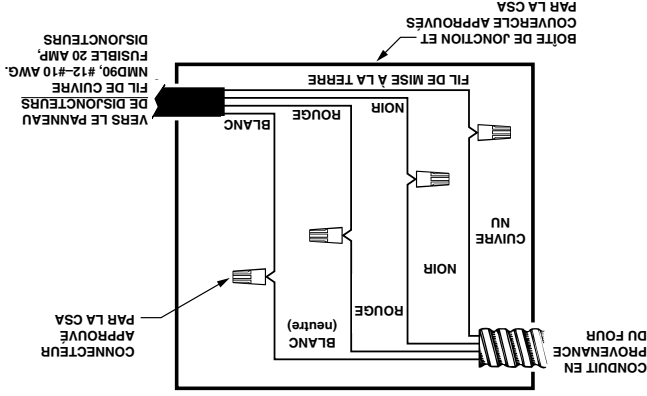 CONDUIT EN
PROVENANCE
DU FOUR
BLANC
(neutre)
ROUGE
NOIR
CUIVRE
NU
CONNECTEUR
APPROUVÉ
PAR LA CSA
BLANC
ROUGE
NOIR
FIL DE MISE À LA TERRE
VERS LE PANNEAU
DE DISJONCTEURS
FIL DE CUIVRE
NMD90, #12–#10 AWG.
FUSIBLE 20 AMP,
DISJONCTEURS
BOÎTE DE JONCTION ET
COUVERCLE APPROUVÉS
PAR LA CSA